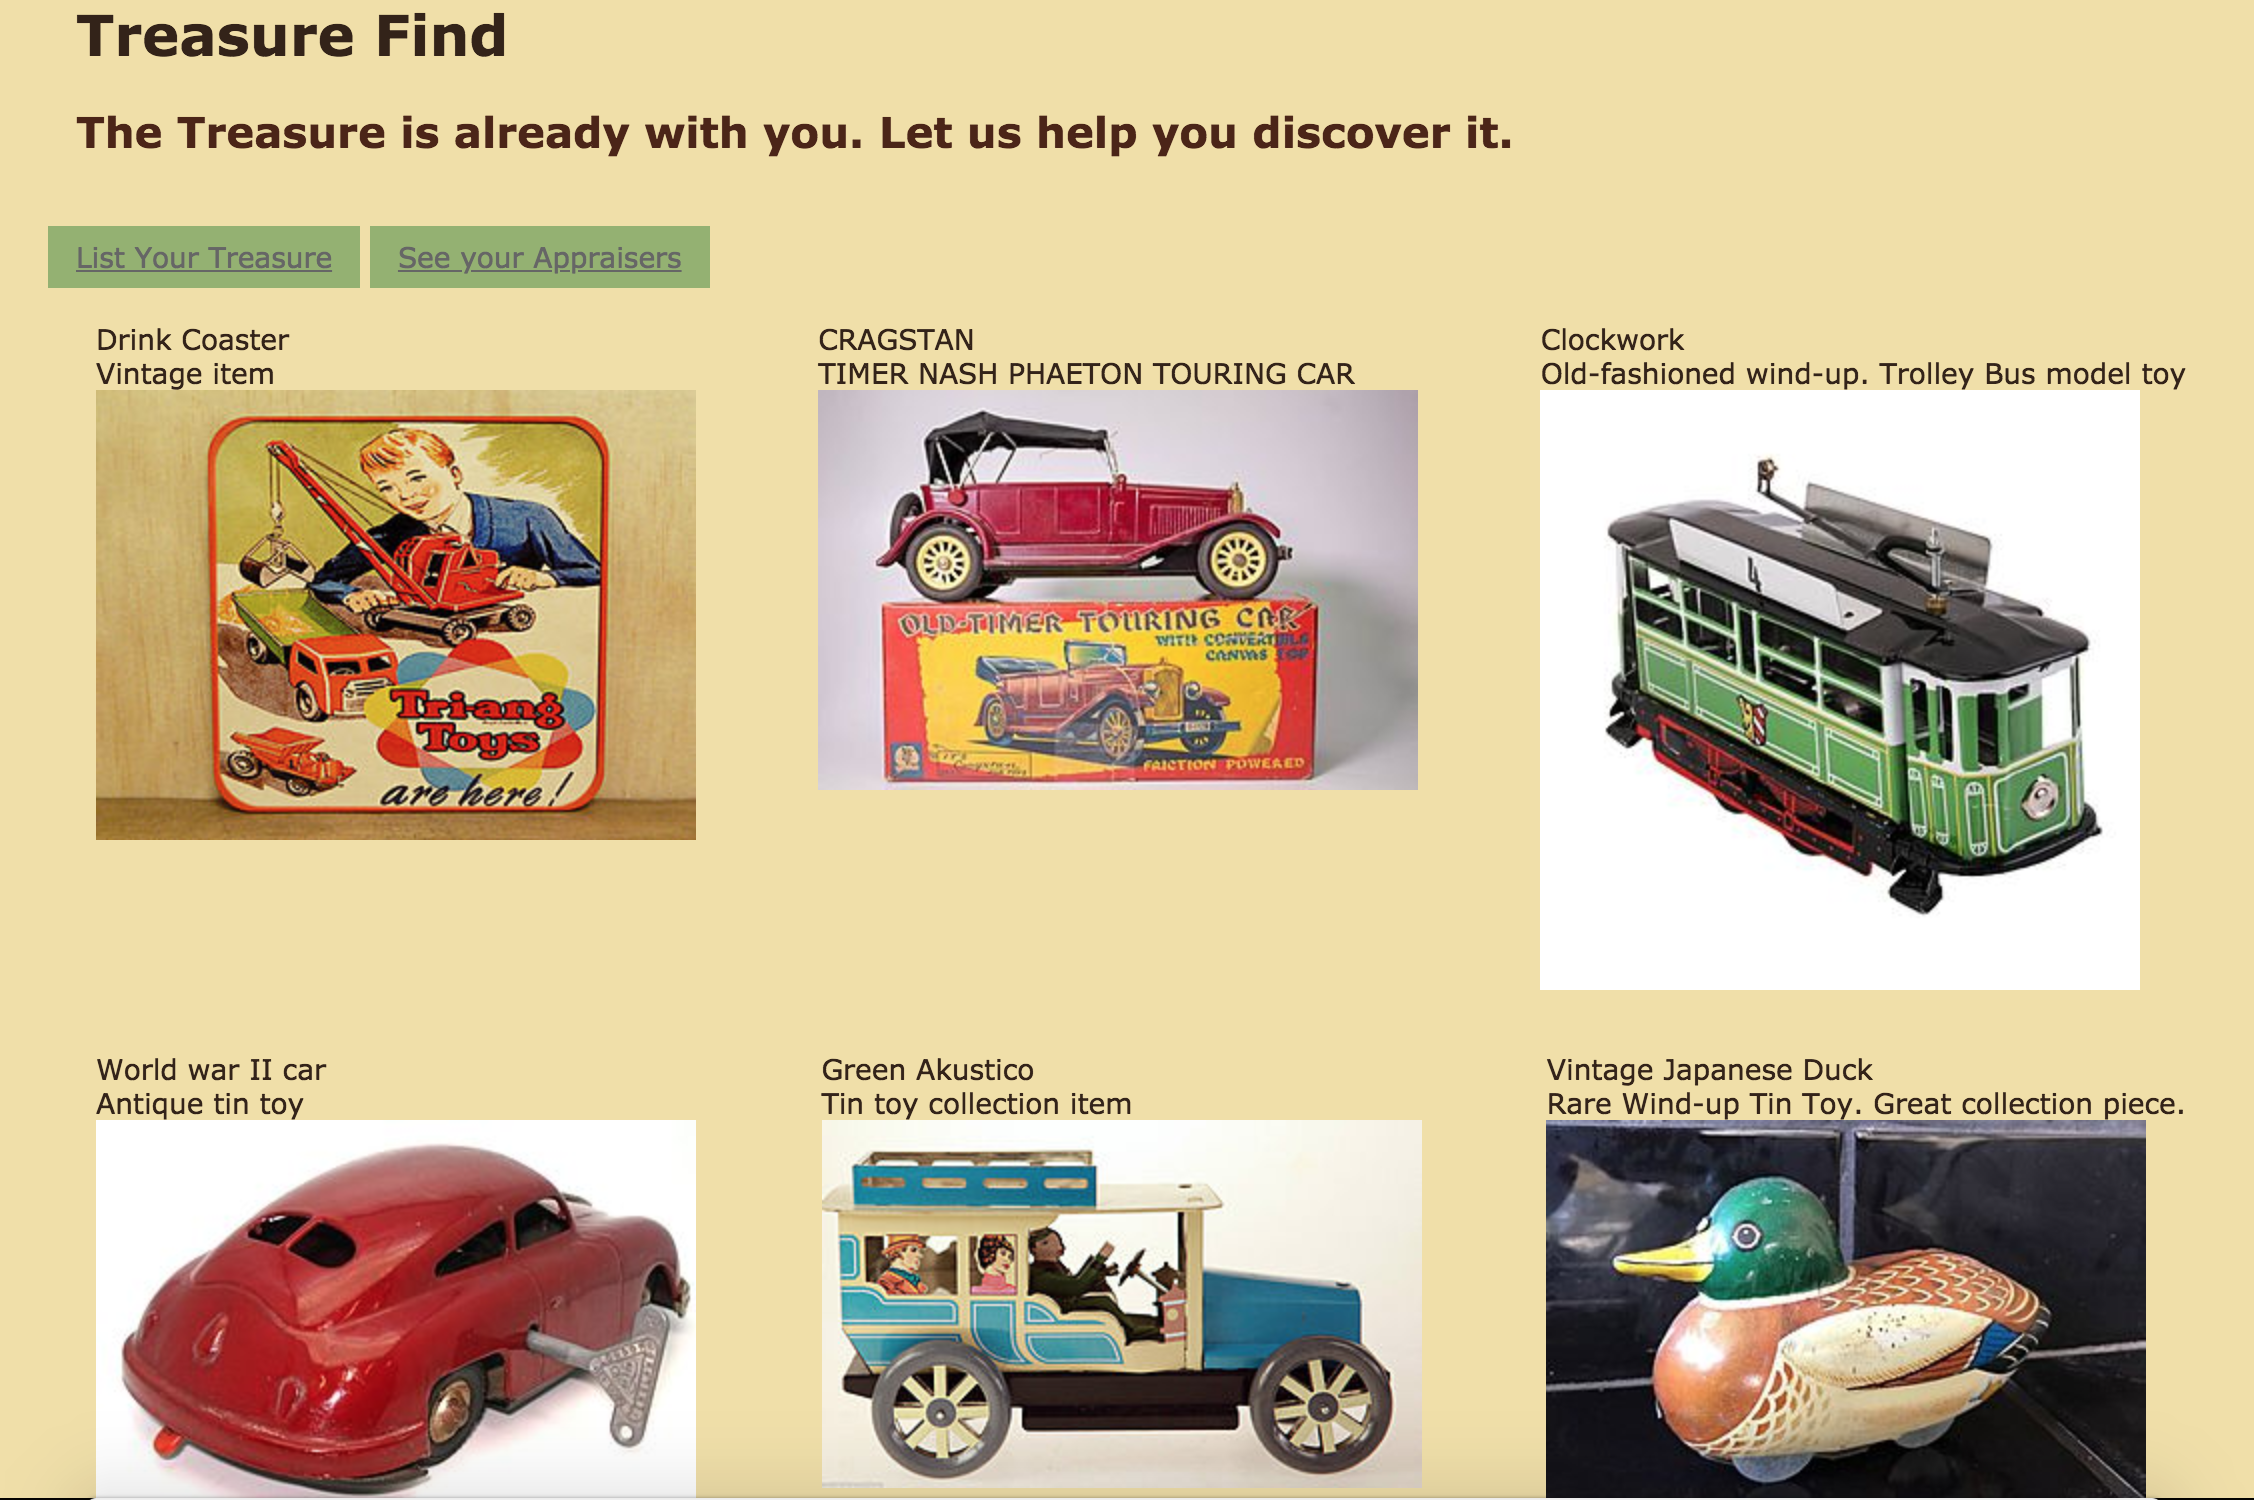 Treasure Find
The Treasure is already with you. Let us help you discover it.
List Your Treasure
See your Appraisers
Drink Coaster
Vintage item
Tri-ang
Toys
are here!
CRAGSTAN
TIMER NASH PHAETON TOURING CAR
OLD-TIMER TOURING CAR
WITH CONVERTIBLE
CANVAS TOP
FRICTION POWERED
Clockwork
Old-fashioned wind-up. Trolley Bus model toy
4
World war II car
Antique tin toy
Green Akustico
Tin toy collection item
Vintage Japanese Duck
Rare Wind-up Tin Toy. Great collection piece.